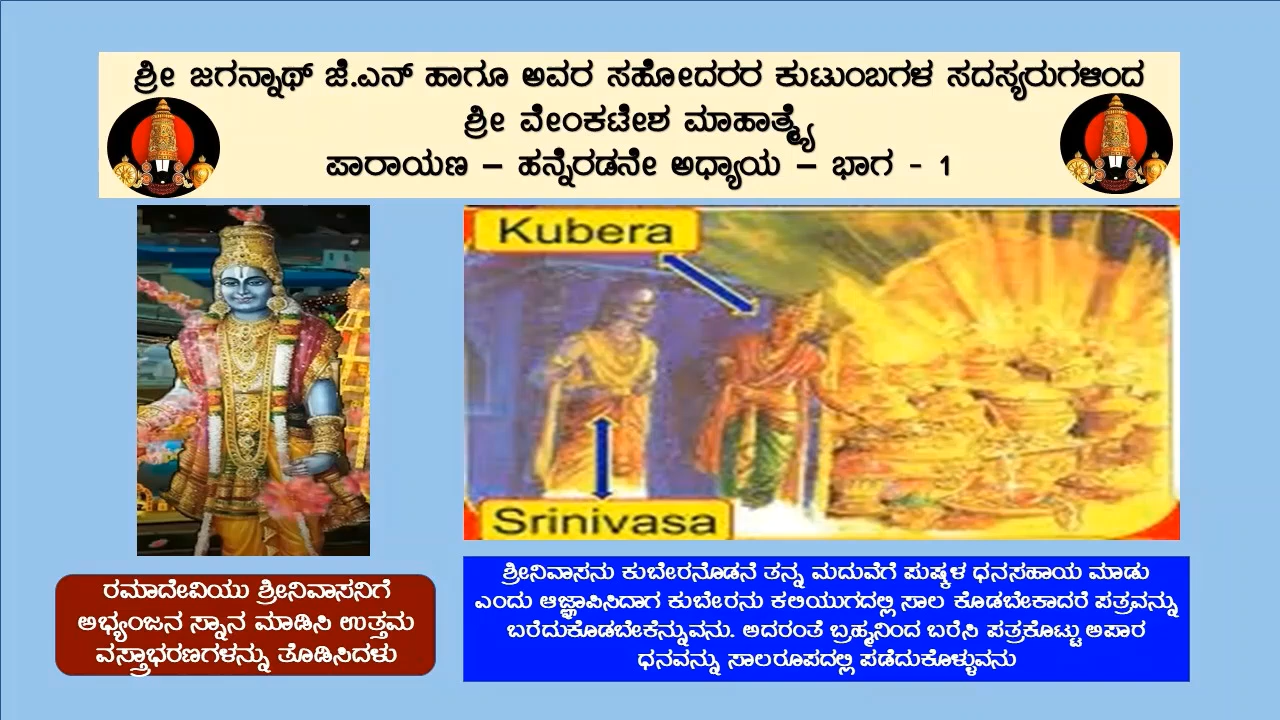 ಶ್ರೀ ಜಗನ್ನಾಥ್ ಜೆ.ಎನ್ ಹಾಗೂ ಅವರ ಸಹೋದರರ ಕುಟುಂಬಗಳ ಸದಸ್ಯರುಗಳಿಂದ
ಶ್ರೀ ವೇಂಕಟೇಶ ಮಾಹಾತ್ಮ್ಯೆ
ಪಾರಾಯಣ – ಹನ್ನೆರಡನೇ ಅಧ್ಯಾಯ – ಭಾಗ - 1
Kubera
Srinivasa
ರಮಾದೇವಿಯು ಶ್ರೀನಿವಾಸನಿಗೆ
ಅಭ್ಯಂಜನ ಸ್ನಾನ ಮಾಡಿಸಿ ಉತ್ತಮ
ವಸ್ತ್ರಾಭರಣಗಳನ್ನು ತೊಡಿಸಿದಳು
ಶ್ರೀನಿವಾಸನು ಕುಬೇರನೊಡನೆ ತನ್ನ ಮದುವೆಗೆ ಪುಷ್ಕಳ ಧನಸಹಾಯ ಮಾಡು
ಎಂದು ಆಜ್ಞಾಪಿಸಿದಾಗ ಕುಬೇರನು ಕಲಿಯುಗದಲ್ಲಿ ಸಾಲ ಕೊಡಬೇಕಾದರೆ ಪತ್ರವನ್ನು
ಬರೆದುಕೊಡಬೇಕೆನ್ನುವನು. ಅದರಂತೆ ಬ್ರಹ್ಮನಿಂದ ಬರೆಸಿ ಪತ್ರಕೊಟ್ಟು ಅಪಾರ
ಧನವನ್ನು ಸಾಲರೂಪದಲ್ಲಿ ಪಡೆದುಕೊಳ್ಳುವನು